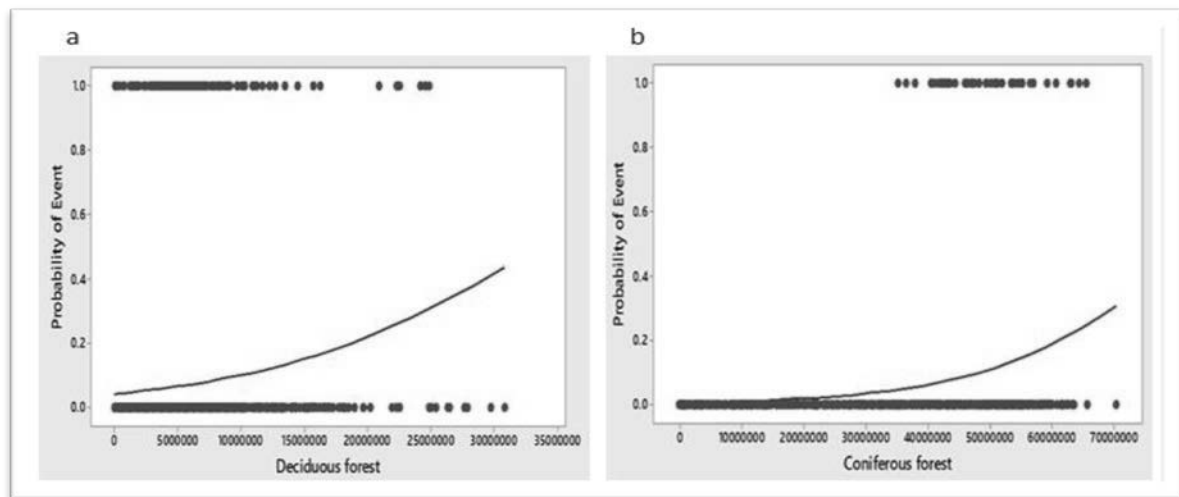 a
Probability of Event
1.0
0.8
0.6
0.4
0.2
0.0
0 5000000 10000000 15000000 20000000 25000000 30000000 35000000
Deciduous forest
b
Probability of Event
1.0
0.8
0.6
0.4
0.2
0.0
0 10000000 20000000 30000000 40000000 50000000 60000000 70000000
Coniferous forest